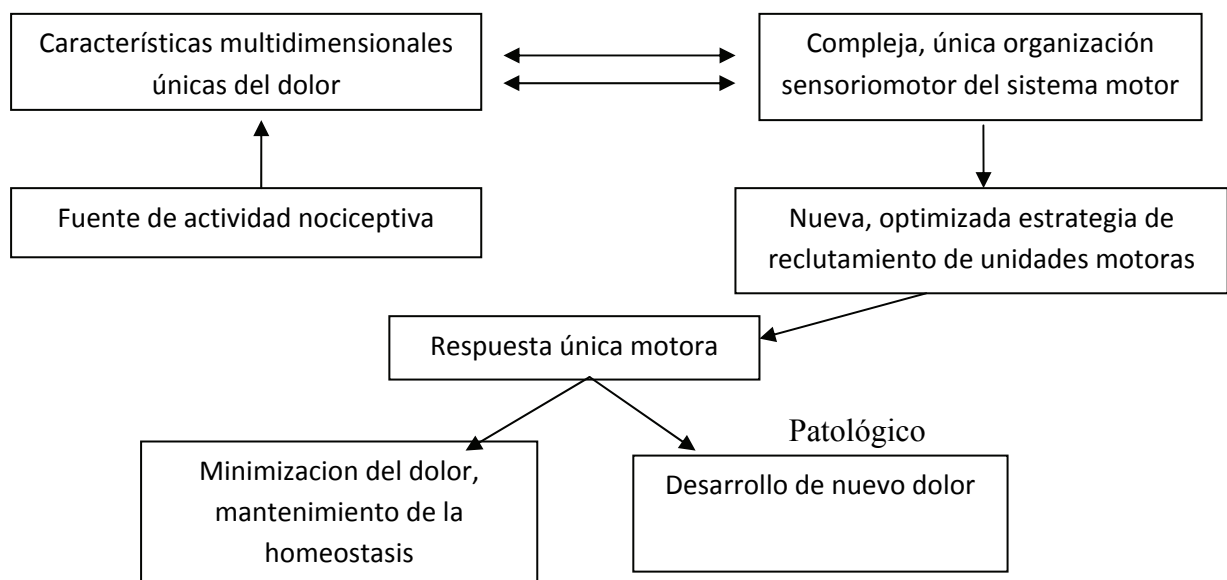 Características multidimensionales
únicas del dolor
Compleja, única organización
sensoriomotor del sistema motor
Fuente de actividad nociceptiva
Nueva, optimizada estrategia de
reclutamiento de unidades motoras
Respuesta única motora
Patológico
Minimizacion del dolor,
mantenimiento de la
homeostasis
Desarrollo de nuevo dolor